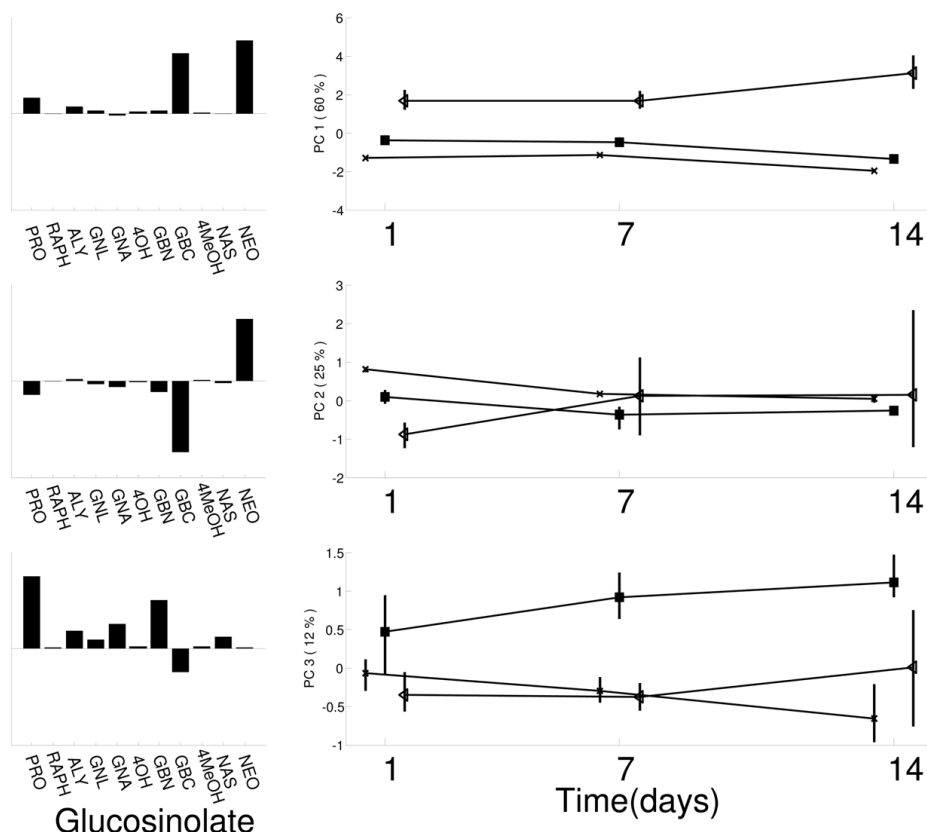 6
4
2
0
-2
-4
PC 1 ( 60 % )
PRO RAPH ALY GNL GNA 4OH GBN GBC 4MeOH NAS NEO
1 7 14
3
2
1
0
-1
-2
PC 2 ( 25 % )
PRO RAPH ALY GNL GNA 4OH GBN GBC 4MeOH NAS NEO
1 7 14
1.5
1
0.5
0
-0.5
-1
PC 3 ( 12 % )
PRO RAPH ALY GNL GNA 4OH GBN GBC 4MeOH NAS NEO
1 7 14
Glucosinolate
Time(days)